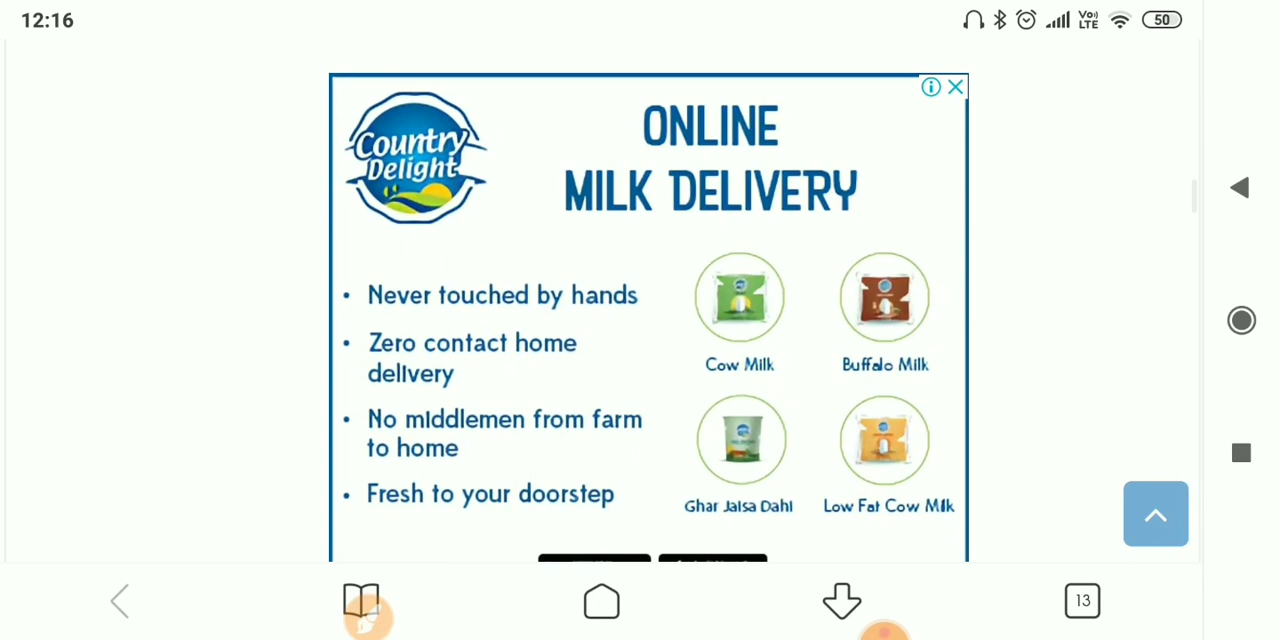 12:16
Vo)) LTE
50
Country
Delight
ONLINE
MILK DELIVERY
• Never touched by hands
• Zero contact home
delivery
• No middlemen from farm
to home
• Fresh to your doorstep
Cow Milk
Buffalo Milk
Ghar Jaisa Dahi
Low Fat Cow Milk
13